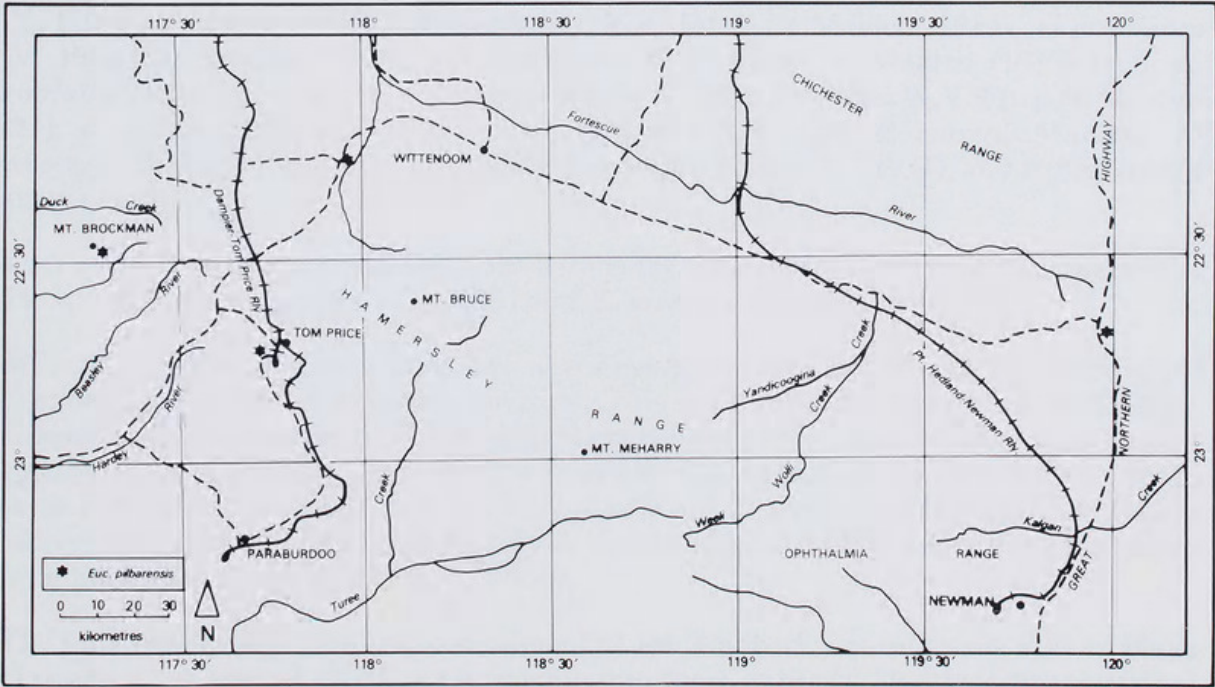 117° 30′ 118° 118° 30′ 119° 119° 30′ 120°
CHICHESTER
RANGE
HIGHWAY
Fortescue
WITTENOOM
Dampier-Tom Price Rly.
Duck Creek
River
MT. BROCKMAN
22° 30′
22° 30′
River
HAMERSLEY
MT. BRUCE
TOM PRICE
Creek
Pt. Hedland-Newman Rly.
Beasley
River
Yandicoogina
Creek
RANGE
NORTHERN
MT. MEHARRY
23°
23°
Hardey
Creek
Wolli
Creek
Week
Kalgan
PARABURDOO
OPHTHALMIA
RANGE
GREAT
Euc. pilbarensis
0 10 20 30
kilometres
N
Turee
NEWMAN
117° 30′ 118° 118° 30′ 119° 119° 30′ 120°